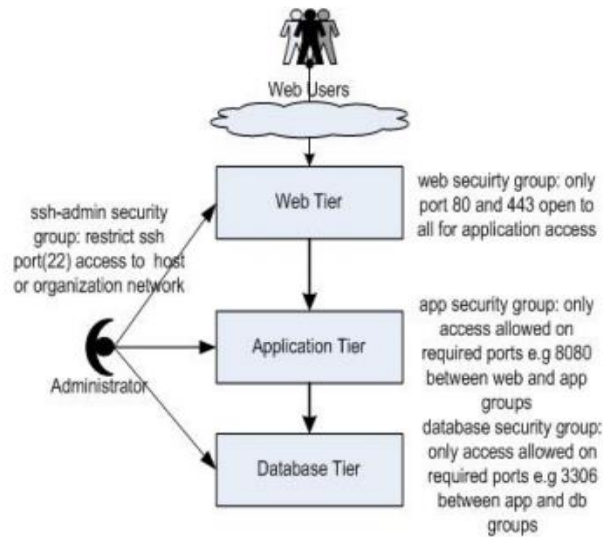 Web Users
Web Tier
web secuirty group: only
port 80 and 443 open to
all for application access
ssh-admin security
group: restrict ssh
port(22) access to host
or organization network
app security group: only
access allowed on
required ports e.g 8080
between web and app
groups
Application Tier
Administrator
database security group:
only access allowed on
required ports e.g 3306
between app and db
groups
Database Tier